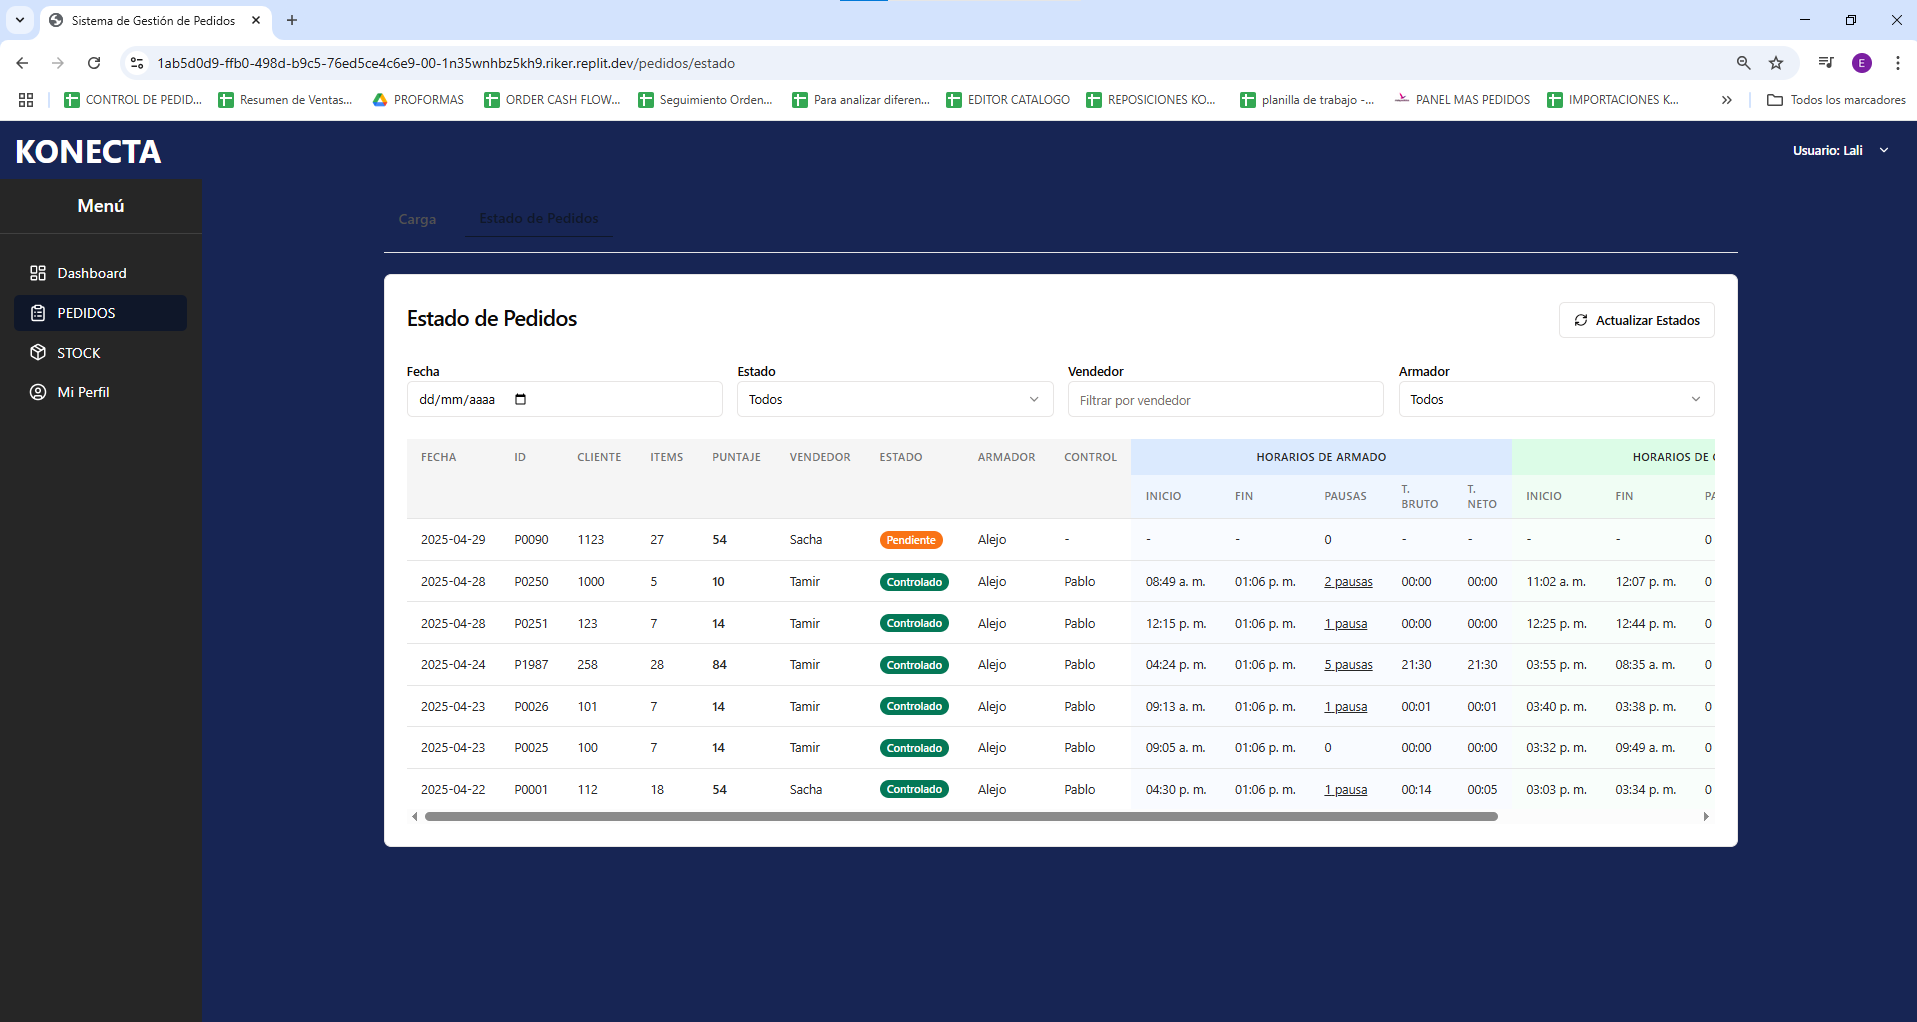 Sistema de Gestión de Pedidos
1ab5d0d9-ffb0-498d-b9c5-76ed5ce4c6e9-00-1n35wnhbz5kh9.riker.replit.dev/pedidos/estado
E
CONTROL DE PEDID... Resumen de Ventas... PROFORMAS ORDER CASH FLOW... Seguimiento Orden... Para analizar diferen... EDITOR CATALOGO REPOSICIONES KO... planilla de trabajo -... PANEL MAS PEDIDOS IMPORTACIONES K... Todos los marcadores
KONECTA
Usuario: Lali
Menú
Dashboard
PEDIDOS
STOCK
Mi Perfil
Carga Estado de Pedidos
Estado de Pedidos
Actualizar Estados
Fecha Estado Vendedor Armador
dd/mm/aaaa Todos Filtrar por vendedor Todos
FECHA ID CLIENTE ITEMS PUNTAJE VENDEDOR ESTADO ARMADOR CONTROL HORARIOS DE ARMADO HORARIOS DE
INICIO FIN PAUSAS T. BRUTO T. NETO INICIO FIN PA
2025-04-29 P0090 1123 27 54 Sacha Pendiente Alejo - - - 0 - - - - 0
2025-04-28 P0250 1000 5 10 Tamir Controlado Alejo Pablo 08:49 a. m. 01:06 p. m. 2 pausas 00:00 00:00 11:02 a. m. 12:07 p. m. 0
2025-04-28 P0251 123 7 14 Tamir Controlado Alejo Pablo 12:15 p. m. 01:06 p. m. 1 pausa 00:00 00:00 12:25 p. m. 12:44 p. m. 0
2025-04-24 P1987 258 28 84 Tamir Controlado Alejo Pablo 04:24 p. m. 01:06 p. m. 5 pausas 21:30 21:30 03:55 p. m. 08:35 a. m. 0
2025-04-23 P0026 101 7 14 Tamir Controlado Alejo Pablo 09:13 a. m. 01:06 p. m. 1 pausa 00:01 00:01 03:40 p. m. 03:38 p. m. 0
2025-04-23 P0025 100 7 14 Tamir Controlado Alejo Pablo 09:05 a. m. 01:06 p. m. 0 00:00 00:00 03:32 p. m. 09:49 a. m. 0
2025-04-22 P0001 112 18 54 Sacha Controlado Alejo Pablo 04:30 p. m. 01:06 p. m. 1 pausa 00:14 00:05 03:03 p. m. 03:34 p. m. 0